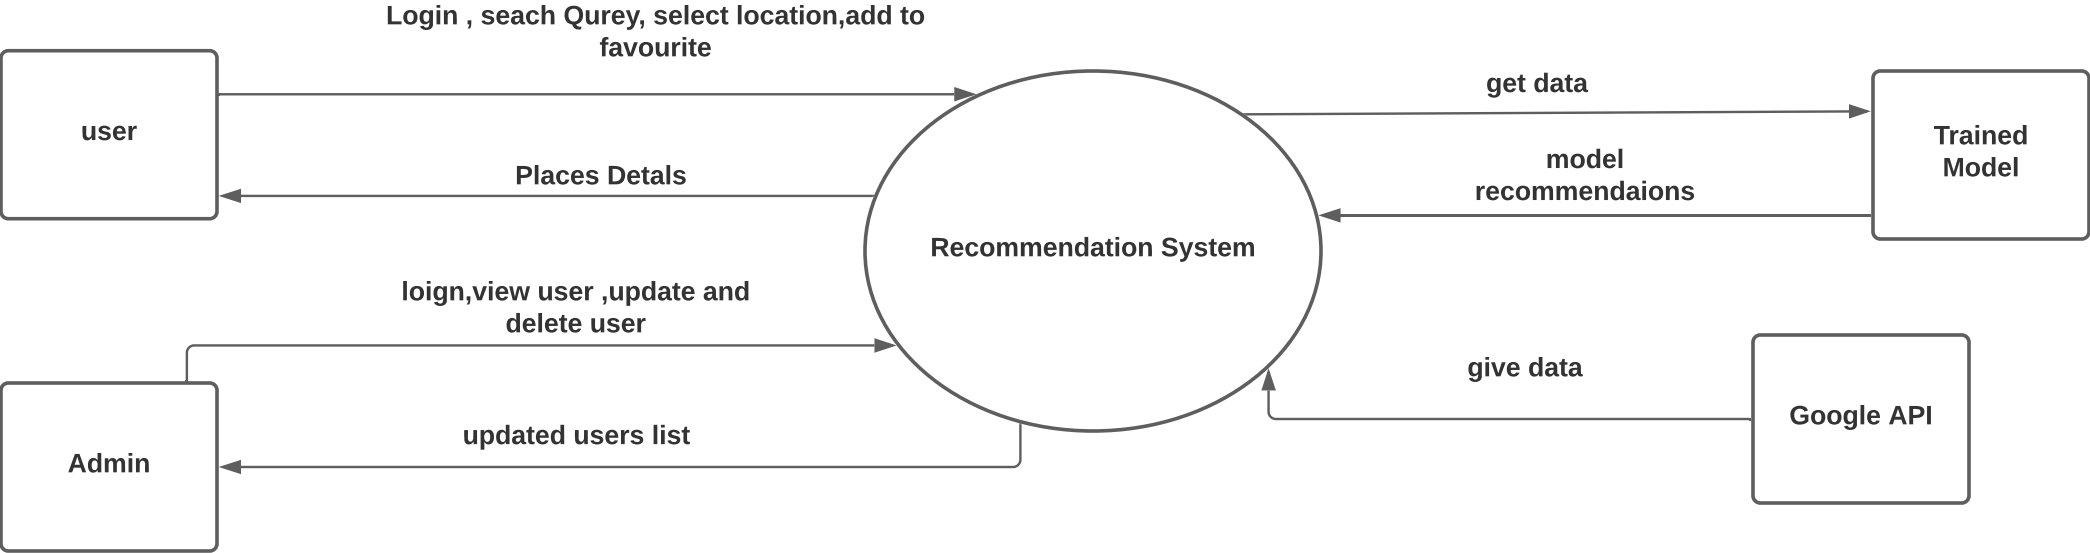 Login , seach Qurey, select location,add to
favourite
user
Places Detals
Recommendation System
get data
model
recommendaions
Trained
Model
loign,view user ,update and
delete user
Admin
updated users list
give data
Google API